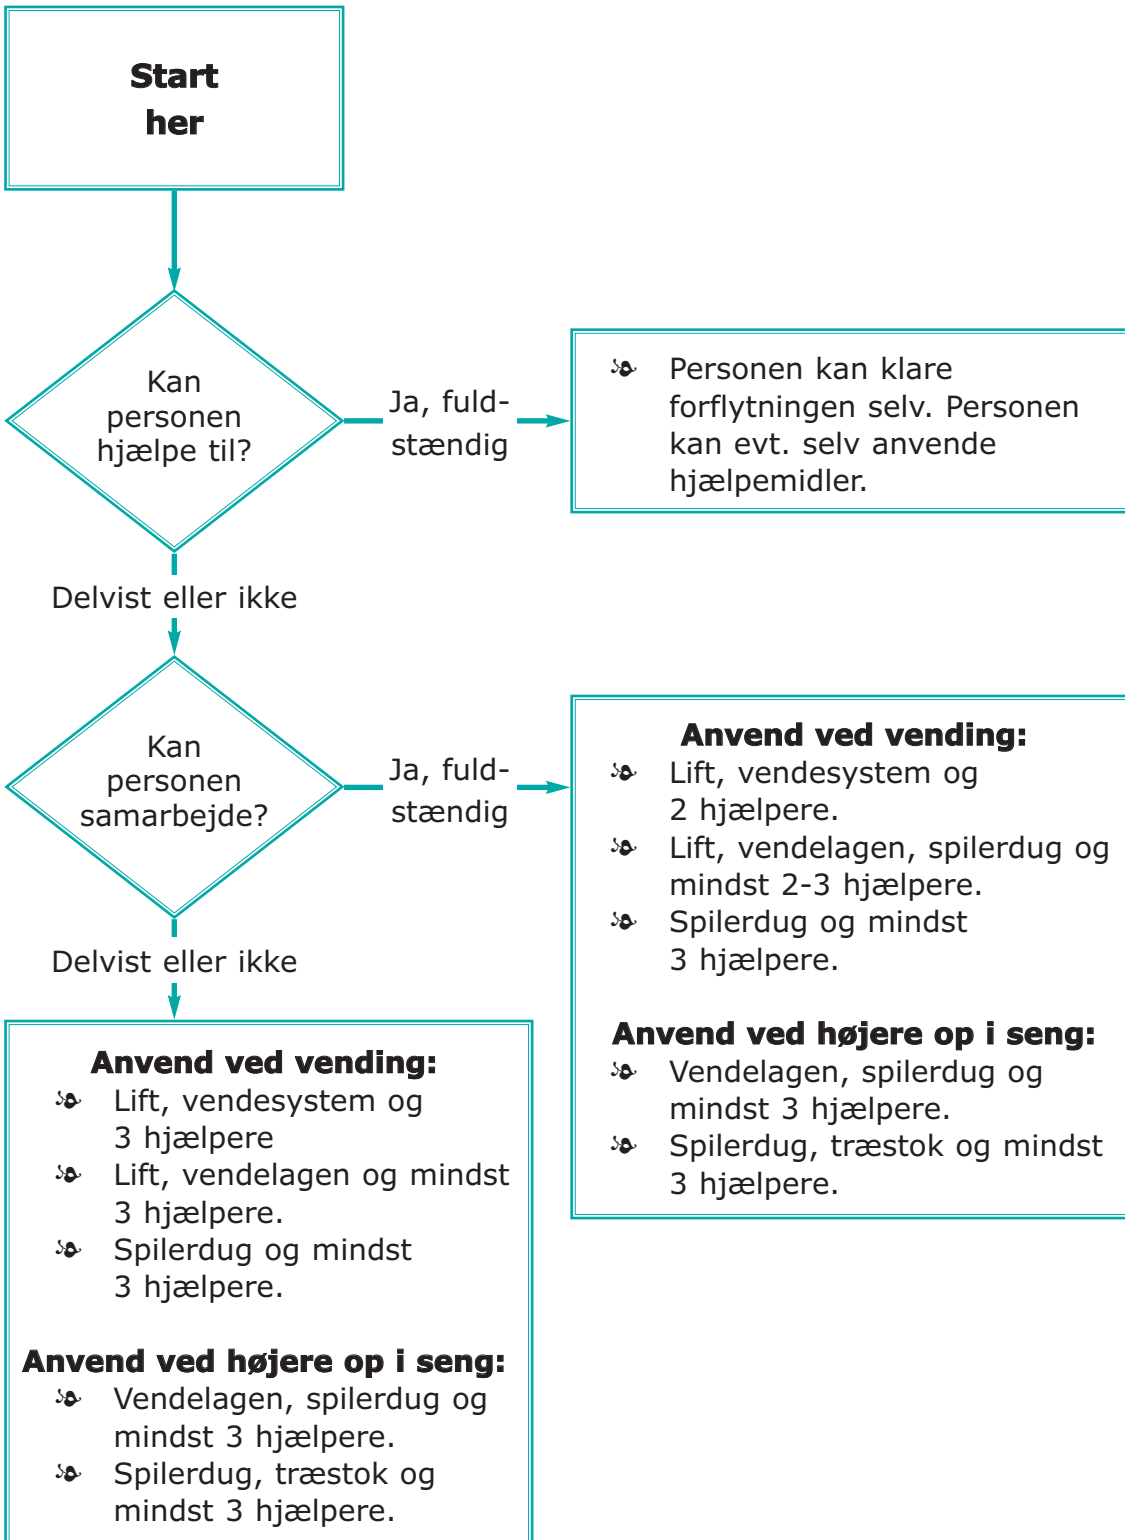 Start
her
Kan
personen
hjælpe til?
Ja, fuld-
stændig
Personen kan klare
forflytningen selv. Personen
kan evt. selv anvende
hjælpemidler.
Delvist eller ikke
Kan
personen
samarbejde?
Ja, fuld-
stændig
Anvend ved vending:
Lift, vendesystem og
2 hjælpere.
Lift, vendelagen, spilerdug og
mindst 2-3 hjælpere.
Spilerdug og mindst
3 hjælpere.
Anvend ved højere op i seng:
Vendelagen, spilerdug og
mindst 3 hjælpere.
Spilerdug, træstok og mindst
3 hjælpere.
Delvist eller ikke
Anvend ved vending:
Lift, vendesystem og
3 hjælpere
Lift, vendelagen og mindst
3 hjælpere.
Spilerdug og mindst
3 hjælpere.
Anvend ved højere op i seng:
Vendelagen, spilerdug og
mindst 3 hjælpere.
Spilerdug, træstok og
mindst 3 hjælpere.